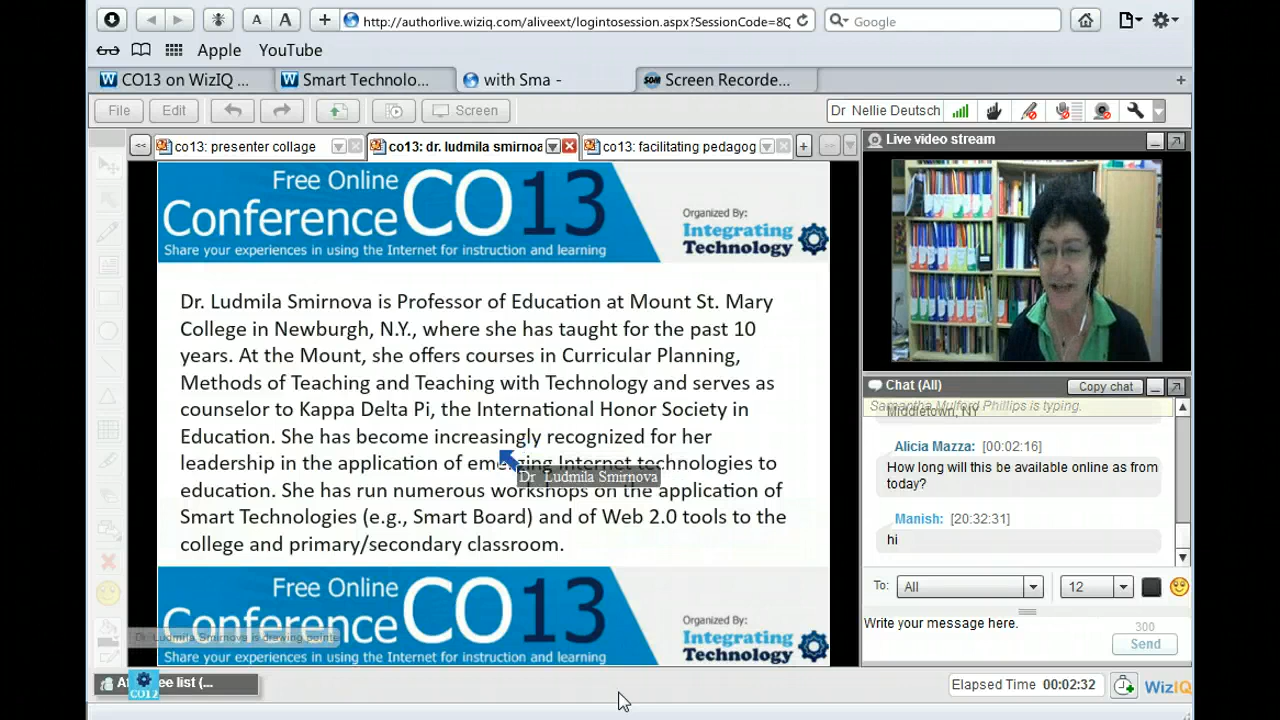 http://authorlive.wiziq.com/aliveext/logintosession.aspx?SessionCode=8Q
Google
Apple YouTube
CO13 on WizIQ ...
Smart Technolo...
with Sma -
Screen Recorde...
File Edit Screen
Dr Nellie Deutsch
<< co13: presenter collage
co13: dr. ludmila smirnoa
co13: facilitating pedagog
Free Online
Conference CO13
Share your experiences in using the Internet for instruction and learning
Organized By:
Integrating
Technology
Dr. Ludmila Smirnova is Professor of Education at Mount St. Mary
College in Newburgh, N.Y., where she has taught for the past 10
years. At the Mount, she offers courses in Curricular Planning,
Methods of Teaching and Teaching with Technology and serves as
counselor to Kappa Delta Pi, the International Honor Society in
Education. She has become increasingly recognized for her
leadership in the application of emerging Internet technologies to
Dr Ludmila Smirnova
education. She has run numerous workshops on the application of
Smart Technologies (e.g., Smart Board) and of Web 2.0 tools to the
college and primary/secondary classroom.
Free Online
Conference CO13
Share your experiences in using the Internet for instruction and learning
Organized By:
Integrating
Technology
Dr. Ludmila Smirnova is drawing
CO12
Live video stream
Chat (All) Copy chat
Samantha Mulford Phillips is typing.
Middletown, NY
Alicia Mazza: [00:02:16]
How long will this be available online as from
today?
Manish: [20:32:31]
hi
To: All 12
Write your message here.
300
Send
Elapsed Time 00:02:32
WizIQ